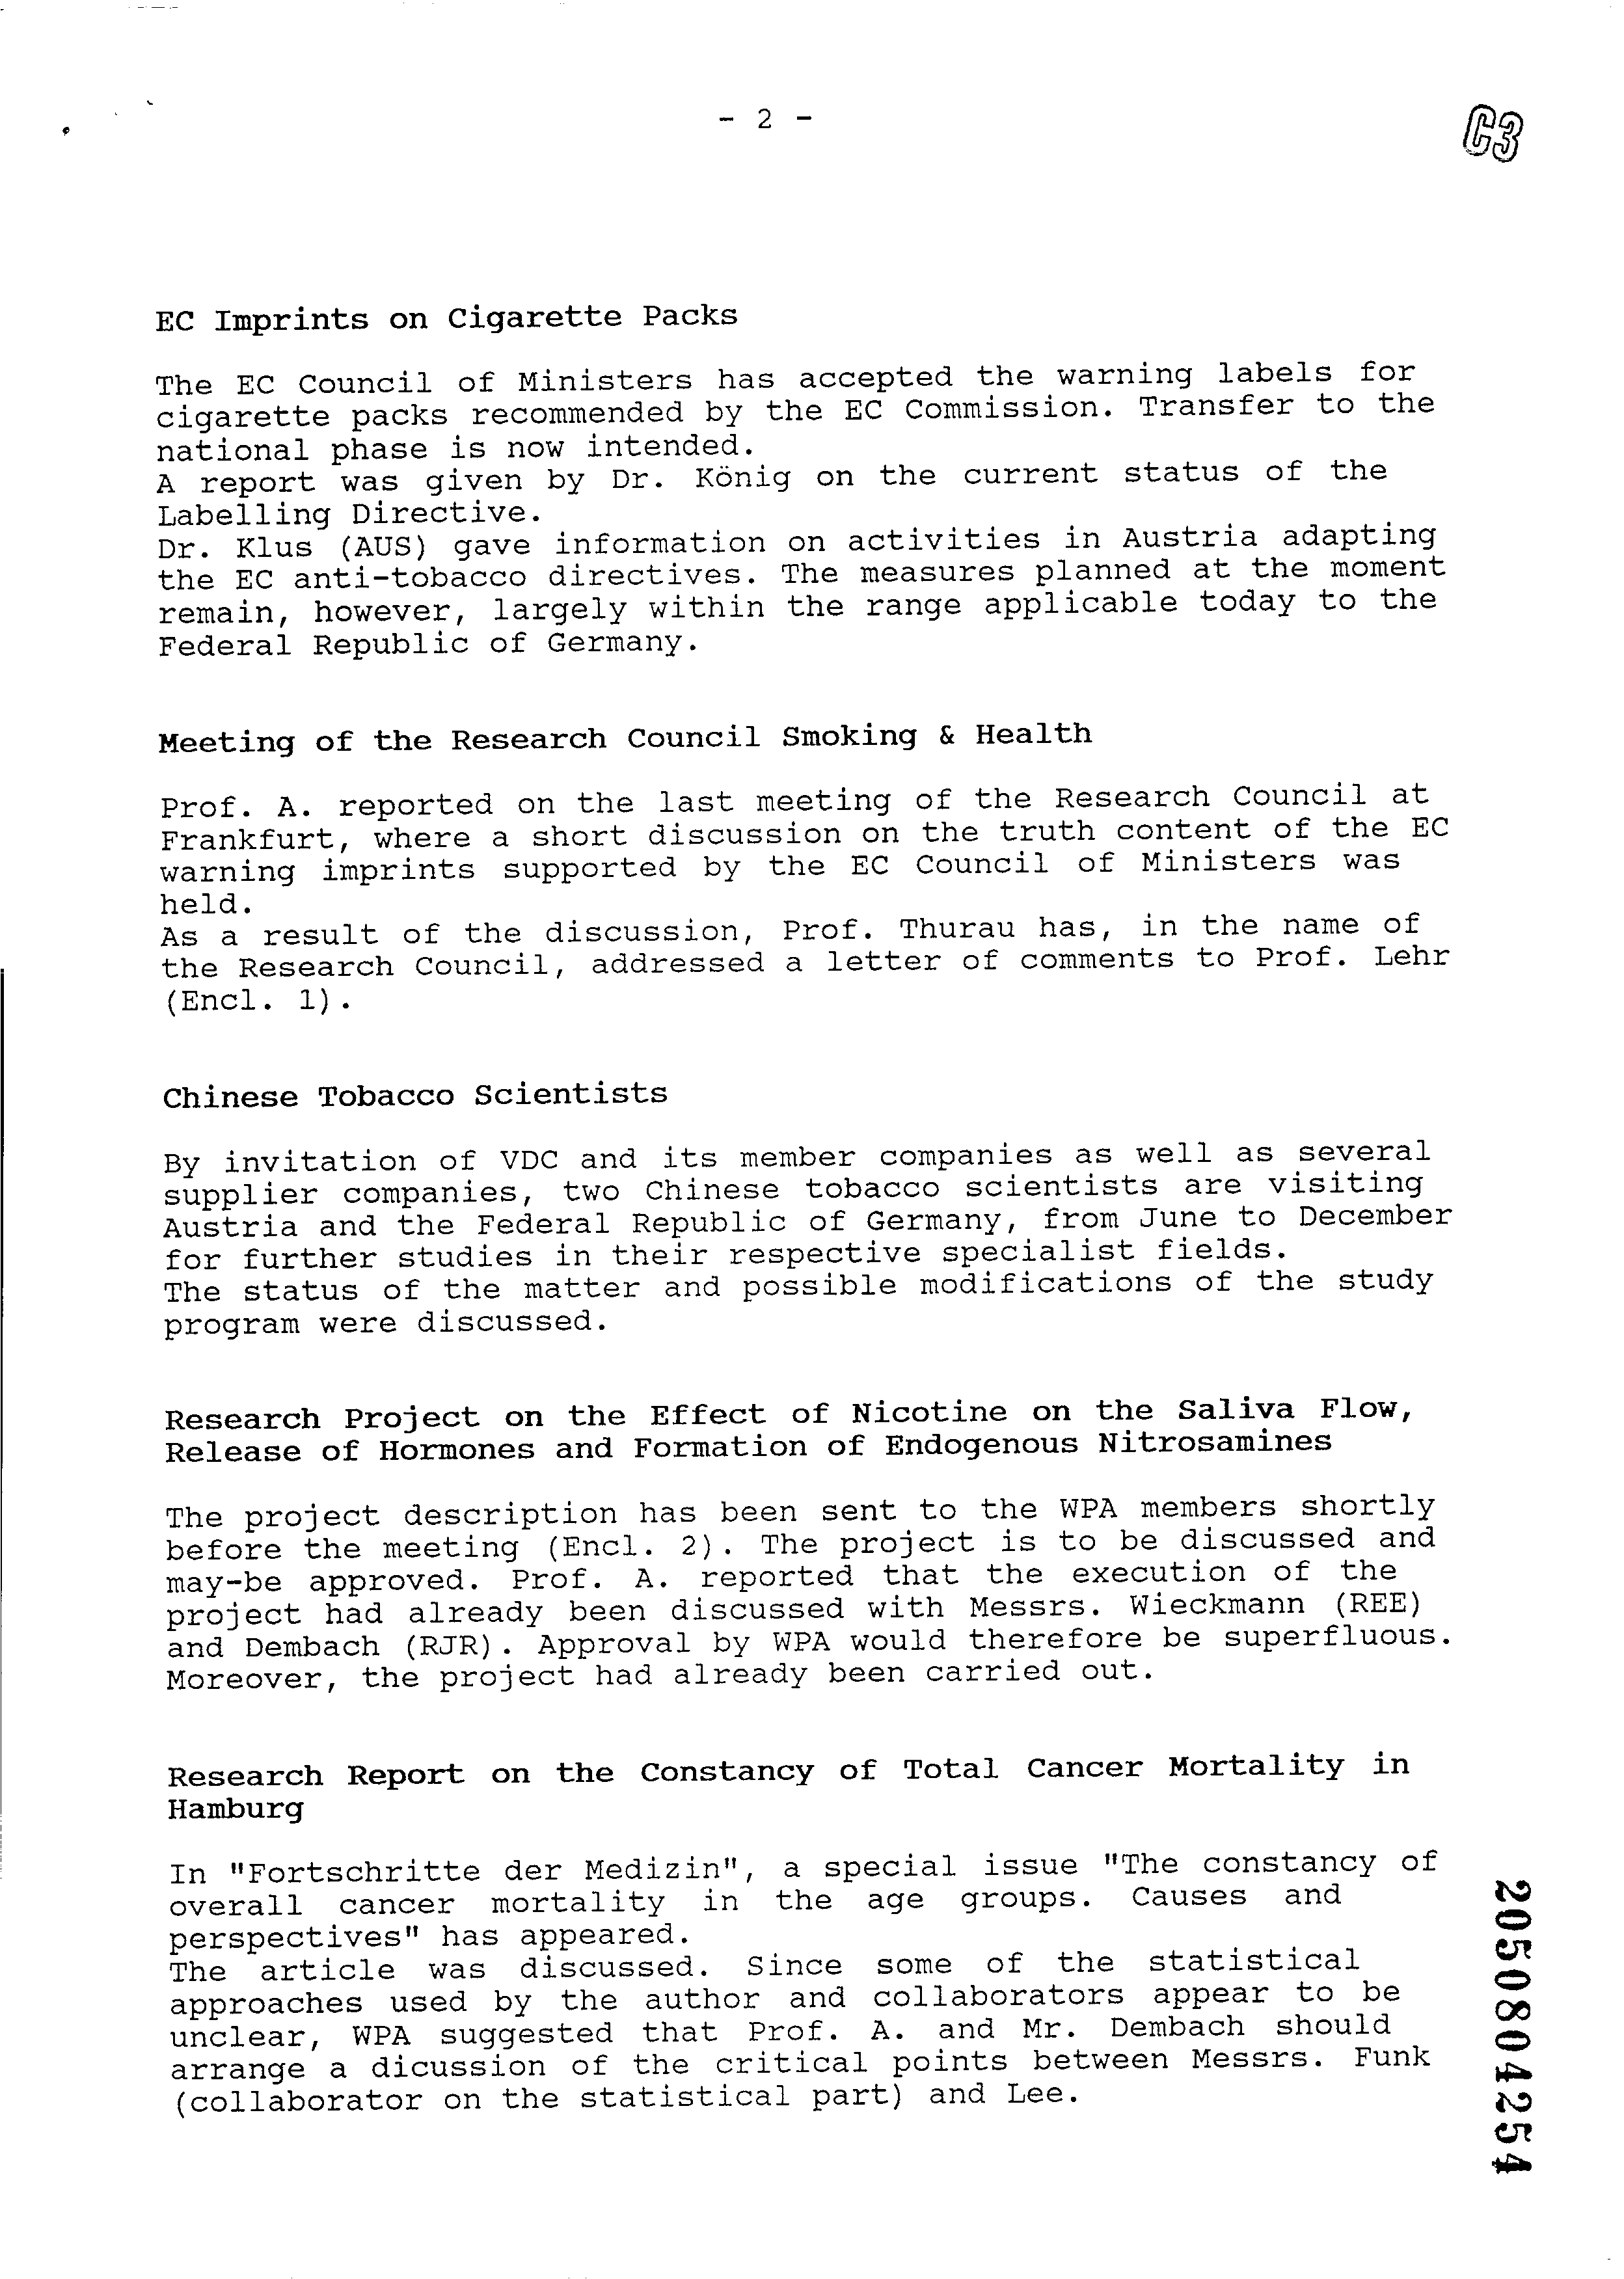 - 2 -
C3
EC Imprints on Cigarette Packs
The EC Council of Ministers has accepted the warning labels for
cigarette packs recommended by the EC Commission. Transfer to the
national phase is now intended.
A report was given by Dr. König on the current status of the
Labelling Directive.
Dr. Klus (AUS) gave information on activities in Austria adapting
the EC anti-tobacco directives. The measures planned at the moment
remain, however, largely within the range applicable today to the
Federal Republic of Germany.
Meeting of the Research Council Smoking & Health
Prof. A. reported on the last meeting of the Research Council at
Frankfurt, where a short discussion on the truth content of the EC
warning imprints supported by the EC Council of Ministers was
held.
As a result of the discussion, Prof. Thurau has, in the name of
the Research Council, addressed a letter of comments to Prof. Lehr
(Encl. 1).
Chinese Tobacco Scientists
By invitation of VDC and its member companies as well as several
supplier companies, two Chinese tobacco scientists are visiting
Austria and the Federal Republic of Germany, from June to December
for further studies in their respective specialist fields.
The status of the matter and possible modifications of the study
program were discussed.
Research Project on the Effect of Nicotine on the Saliva Flow,
Release of Hormones and Formation of Endogenous Nitrosamines
The project description has been sent to the WPA members shortly
before the meeting (Encl. 2). The project is to be discussed and
may-be approved. Prof. A. reported that the execution of the
project had already been discussed with Messrs. Wieckmann (REE)
and Dembach (RJR). Approval by WPA would therefore be superfluous.
Moreover, the project had already been carried out.
Research Report on the Constancy of Total Cancer Mortality in
Hamburg
In "Fortschritte der Medizin", a special issue "The constancy of
overall cancer mortality in the age groups. Causes and
perspectives" has appeared.
The article was discussed. Since some of the statistical
approaches used by the author and collaborators appear to be
unclear, WPA suggested that Prof. A. and Mr. Dembach should
arrange a dicussion of the critical points between Messrs. Funk
(collaborator on the statistical part) and Lee.
2050804254